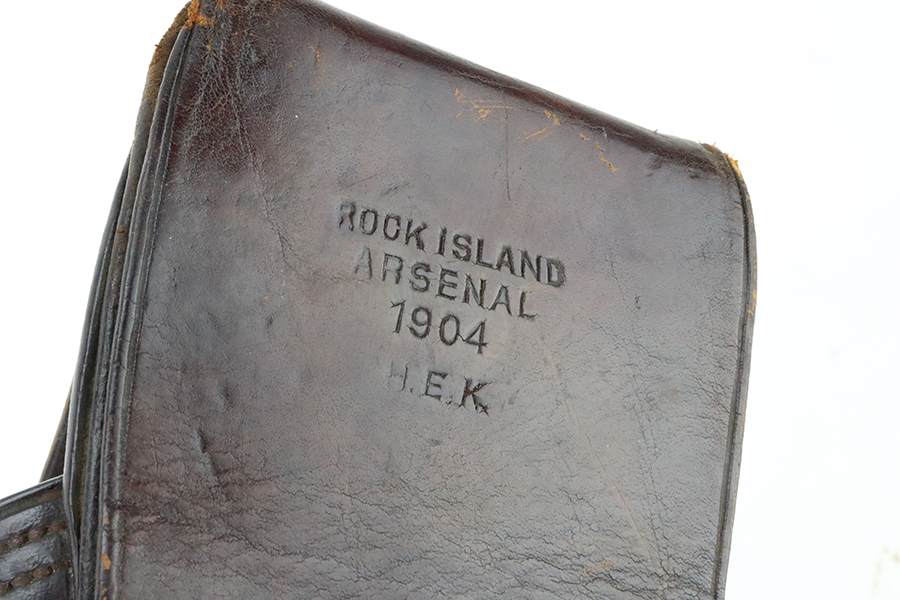 ROCK ISLAND
ARSENAL
1904
H.E.K.